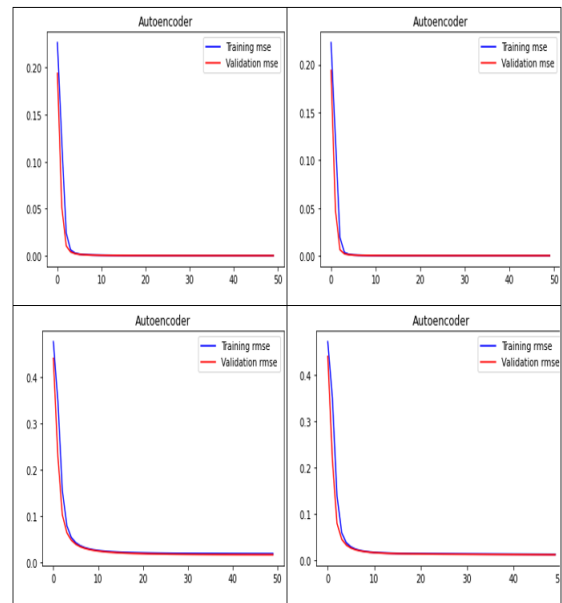 Autoencoder
Training mse
Validation mse
0.20
0.15
0.10
0.05
0.00
0 10 20 30 40 50
Autoencoder
Training mse
Validation mse
0.20
0.15
0.10
0.05
0.00
0 10 20 30 40 50
Autoencoder
Training rmse
Validation rmse
0.4
0.3
0.2
0.1
0.0
0 10 20 30 40 50
Autoencoder
Training rmse
Validation rmse
0.4
0.3
0.2
0.1
0.0
0 10 20 30 40 5